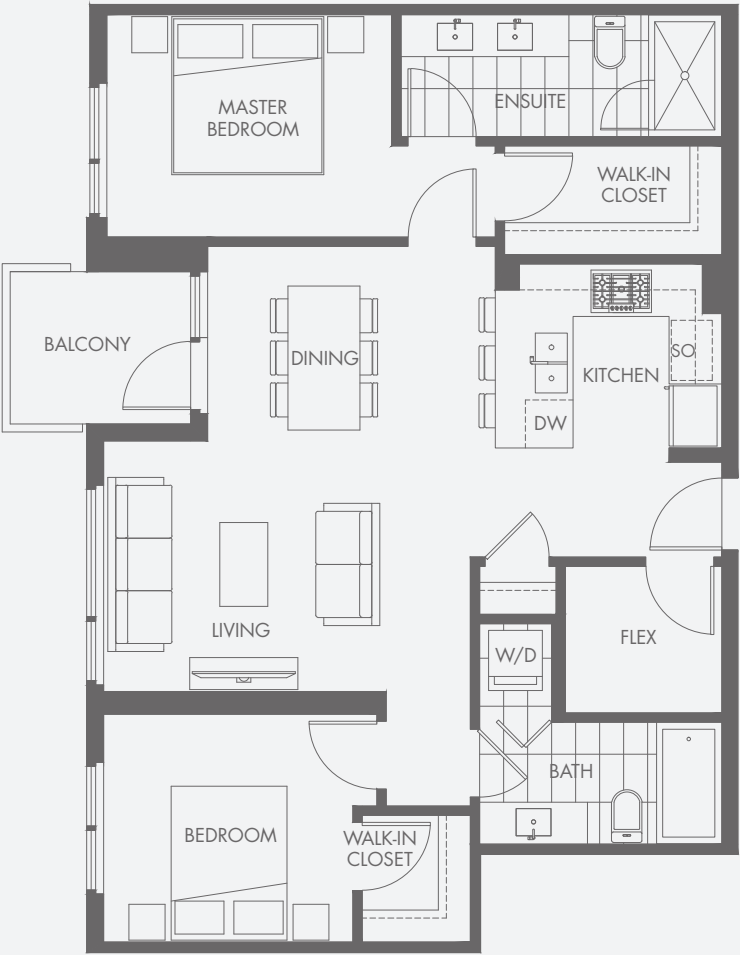 MASTER
BEDROOM
ENSUITE
WALK-IN
CLOSET
BALCONY
DINING
SO
KITCHEN
DW
LIVING
FLEX
W/D
BATH
BEDROOM
WALK-IN
CLOSET